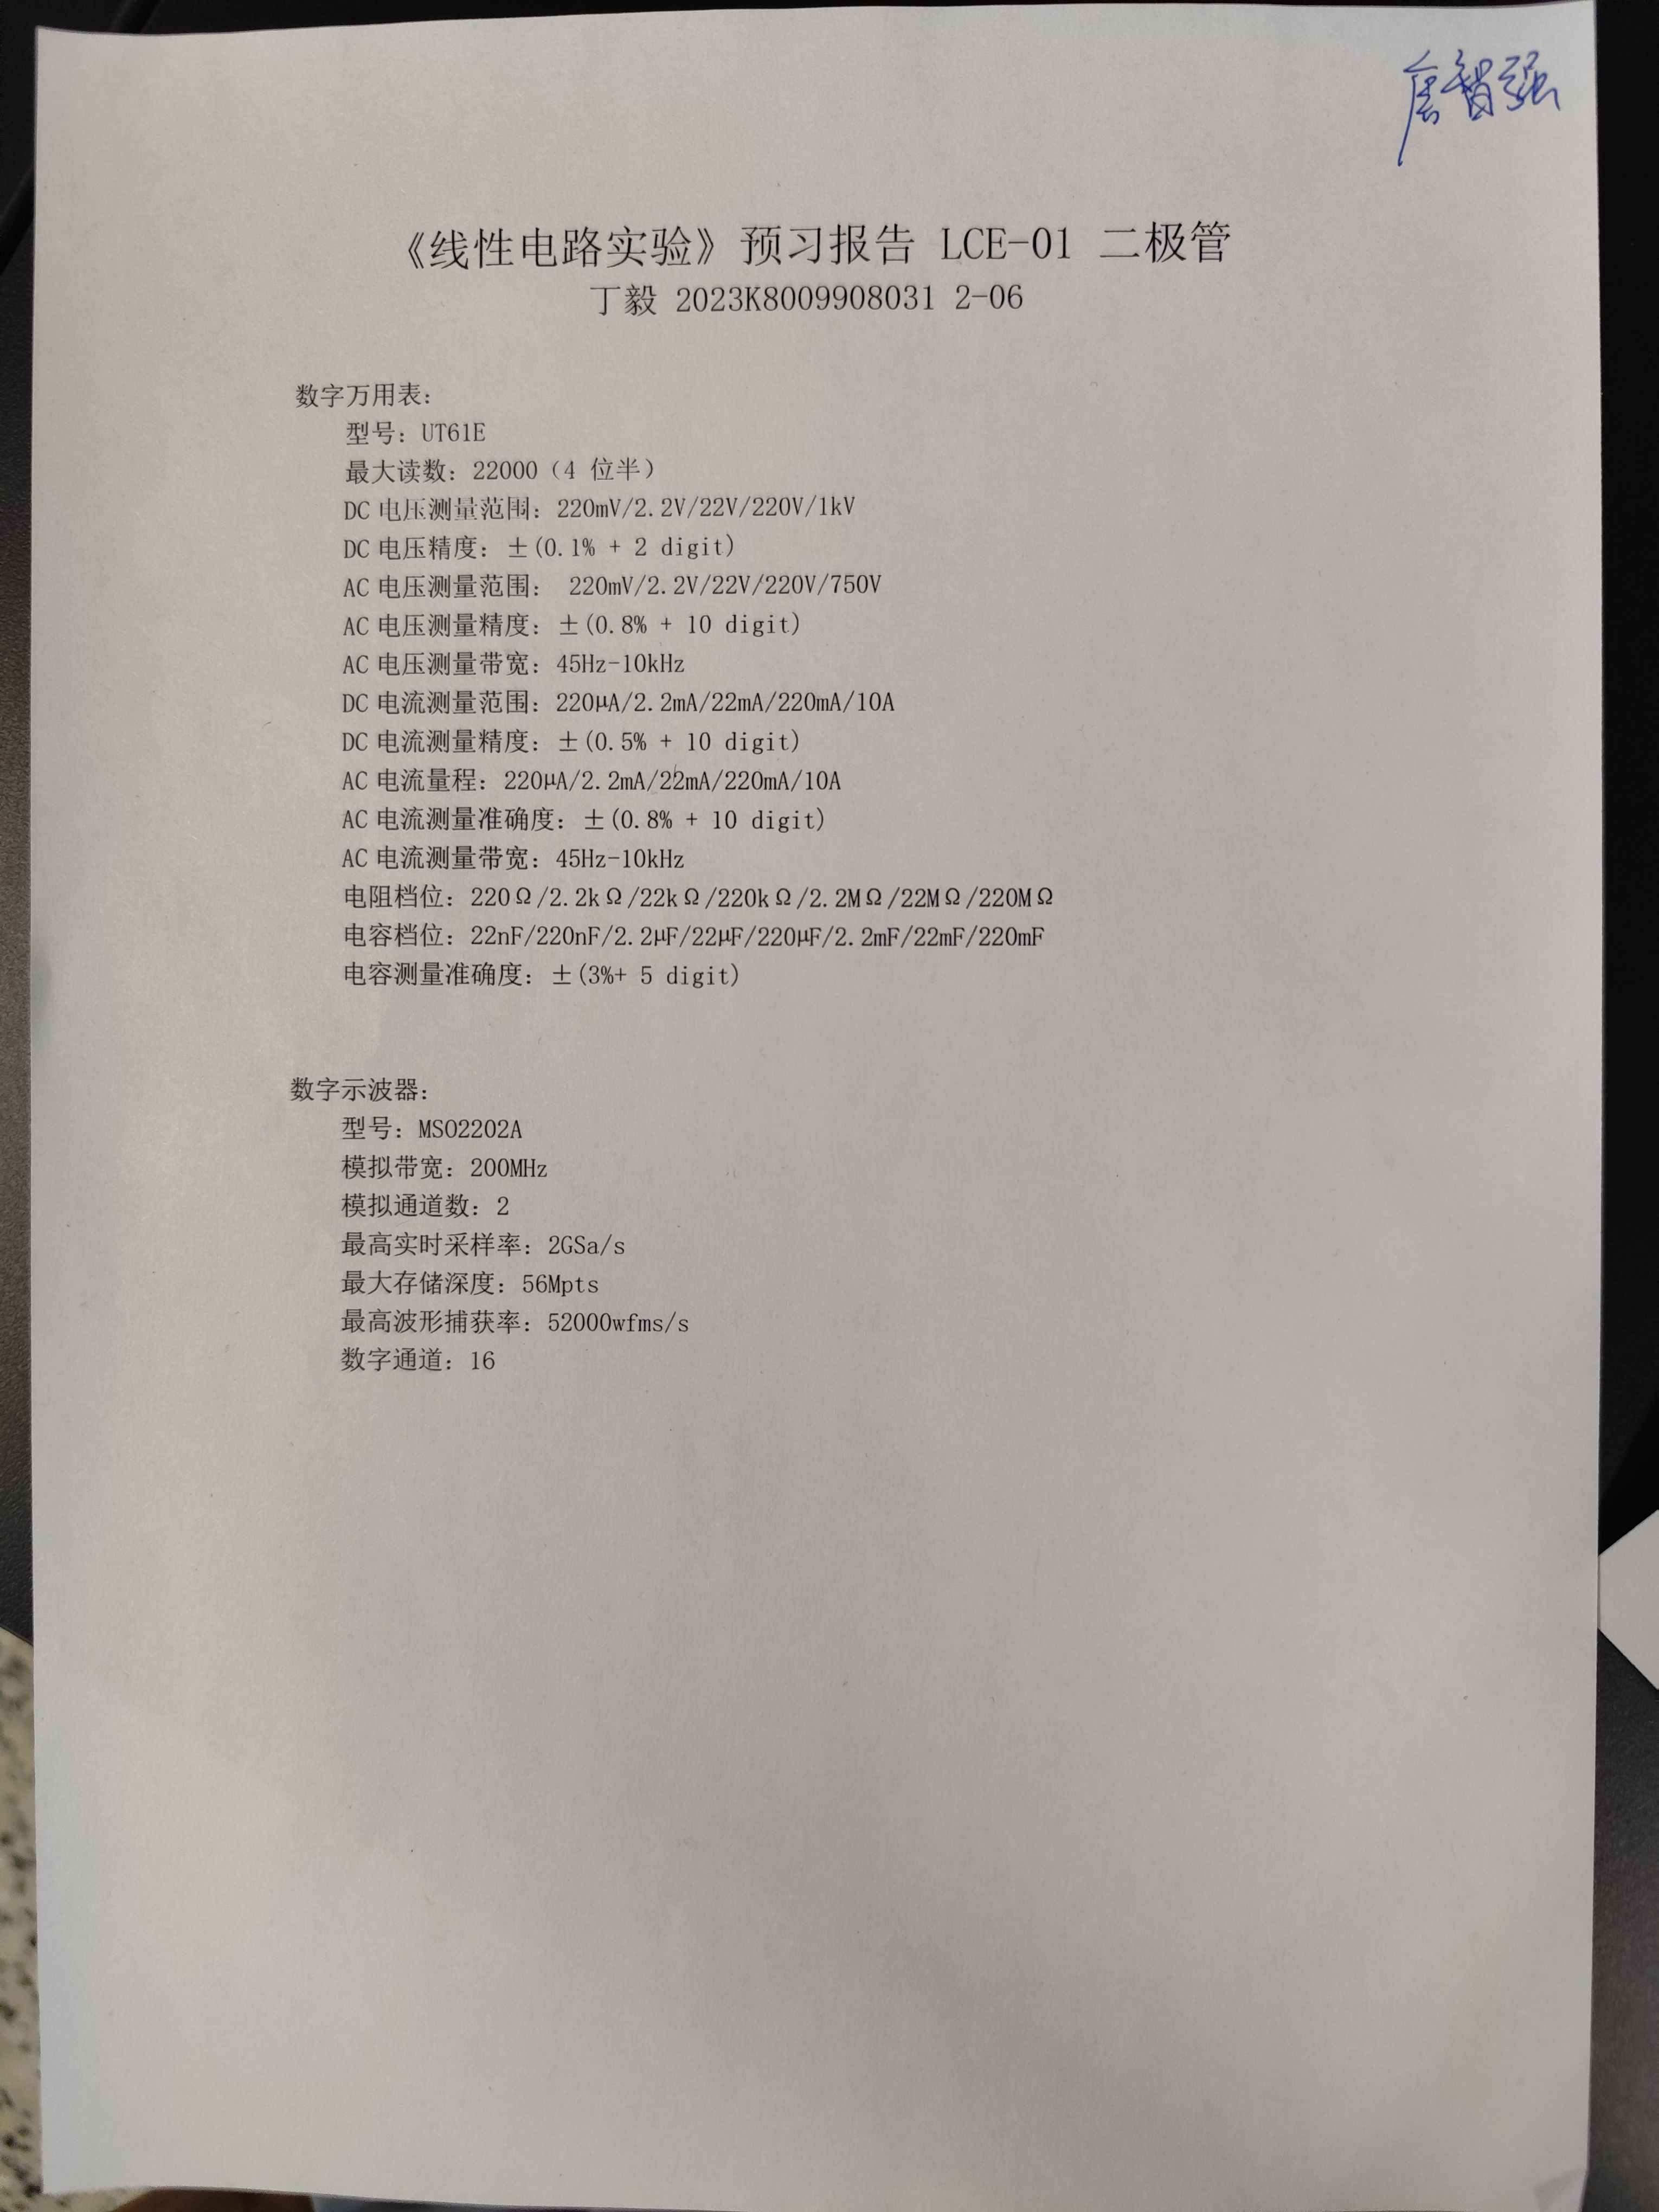 唐智强
《线性电路实验》预习报告 LCE-01 二极管
丁毅 2023K8009908031 2-06
数字万用表：
型号：UT61E
最大读数：22000（4 位半）
DC 电压测量范围：220mV/2.2V/22V/220V/1kV
DC 电压精度：±(0.1% + 2 digit)
AC 电压测量范围： 220mV/2.2V/22V/220V/750V
AC 电压测量精度：±(0.8% + 10 digit)
AC 电压测量带宽：45Hz-10kHz
DC 电流测量范围：220μA/2.2mA/22mA/220mA/10A
DC 电流测量精度：±(0.5% + 10 digit)
AC 电流量程：220μA/2.2mA/22mA/220mA/10A
AC 电流测量准确度：±(0.8% + 10 digit)
AC 电流测量带宽：45Hz-10kHz
电阻档位：220Ω/2.2kΩ/22kΩ/220kΩ/2.2MΩ/22MΩ/220MΩ
电容档位：22nF/220nF/2.2μF/22μF/220μF/2.2mF/22mF/220mF
电容测量准确度：±(3%+ 5 digit)
数字示波器：
型号：MSO2202A
模拟带宽：200MHz
模拟通道数：2
最高实时采样率：2GSa/s
最大存储深度：56Mpts
最高波形捕获率：52000wfms/s
数字通道：16